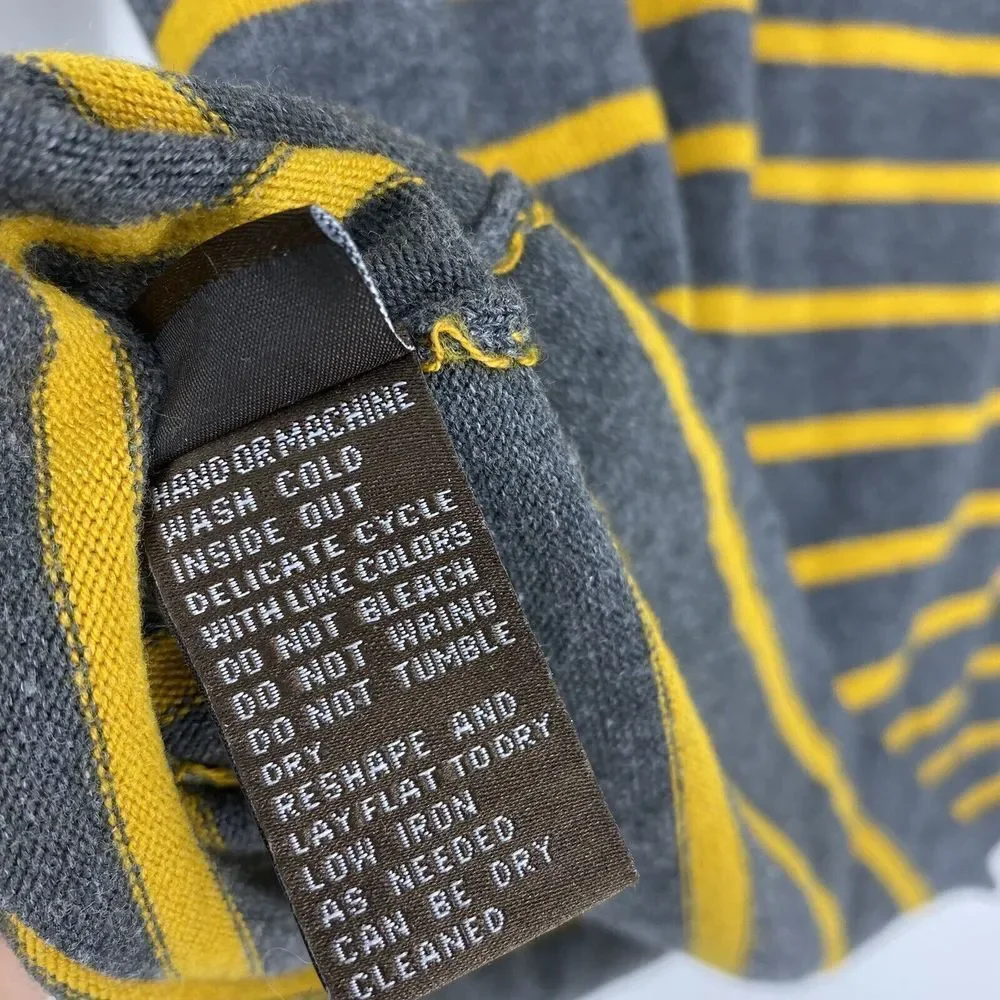 HAND OR MACHINE
WASH COLD
INSIDE OUT
DELICATE CYCLE
WITH LIKE COLORS
DO NOT BLEACH
DO NOT WRING
DO NOT TUMBLE
DRY
RESHAPE AND
LAY FLAT TO DRY
LOW IRON
AS NEEDED
CAN BE DRY
CLEANED